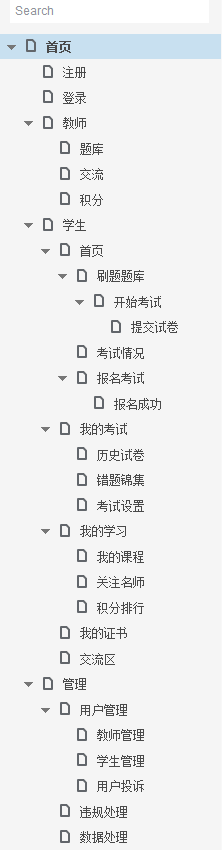 Search
首页
注册
登录
教师
题库
交流
积分
学生
首页
刷题题库
开始考试
提交试卷
考试情况
报名考试
报名成功
我的考试
历史试卷
错题锦集
考试设置
我的学习
我的课程
关注名师
积分排行
我的证书
交流区
管理
用户管理
教师管理
学生管理
用户投诉
违规处理
数据处理